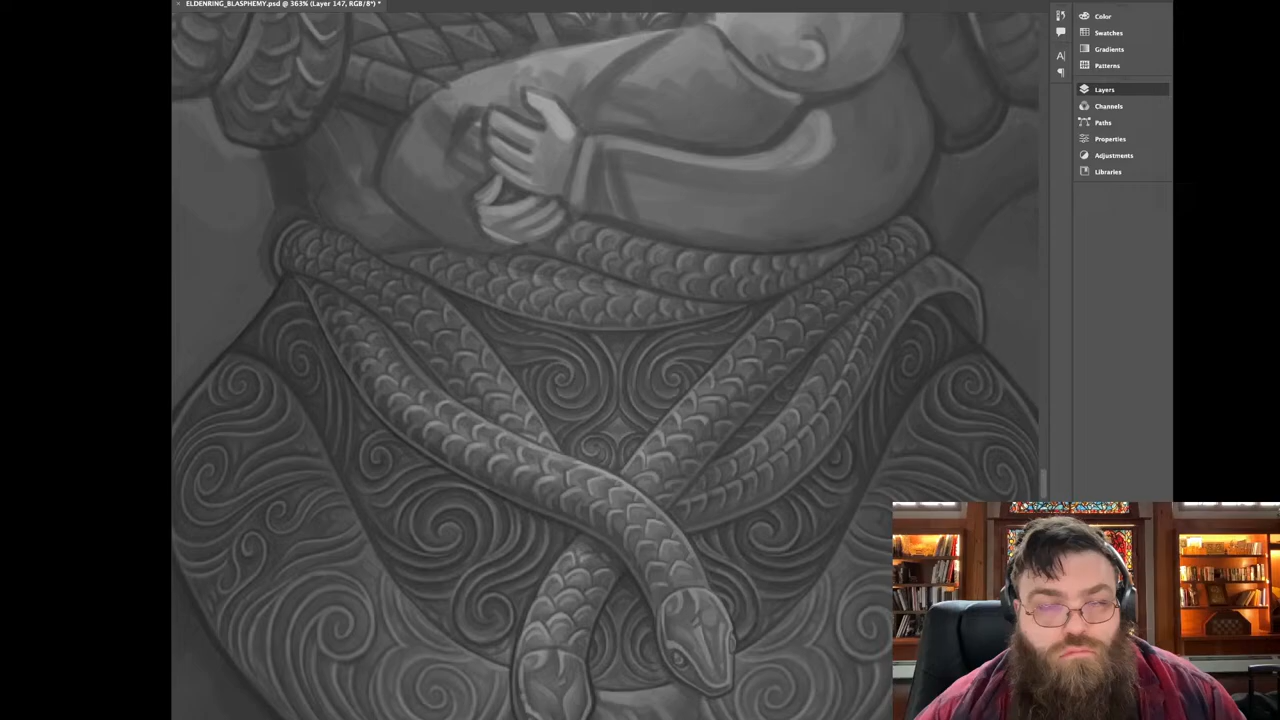 × ELDENRING_BLASPHEMY.psd @ 363% (Layer 147, RGB/8*) *
Color
Swatches
Gradients
Patterns
A|
¶
Layers
Channels
Paths
Properties
Adjustments
Libraries